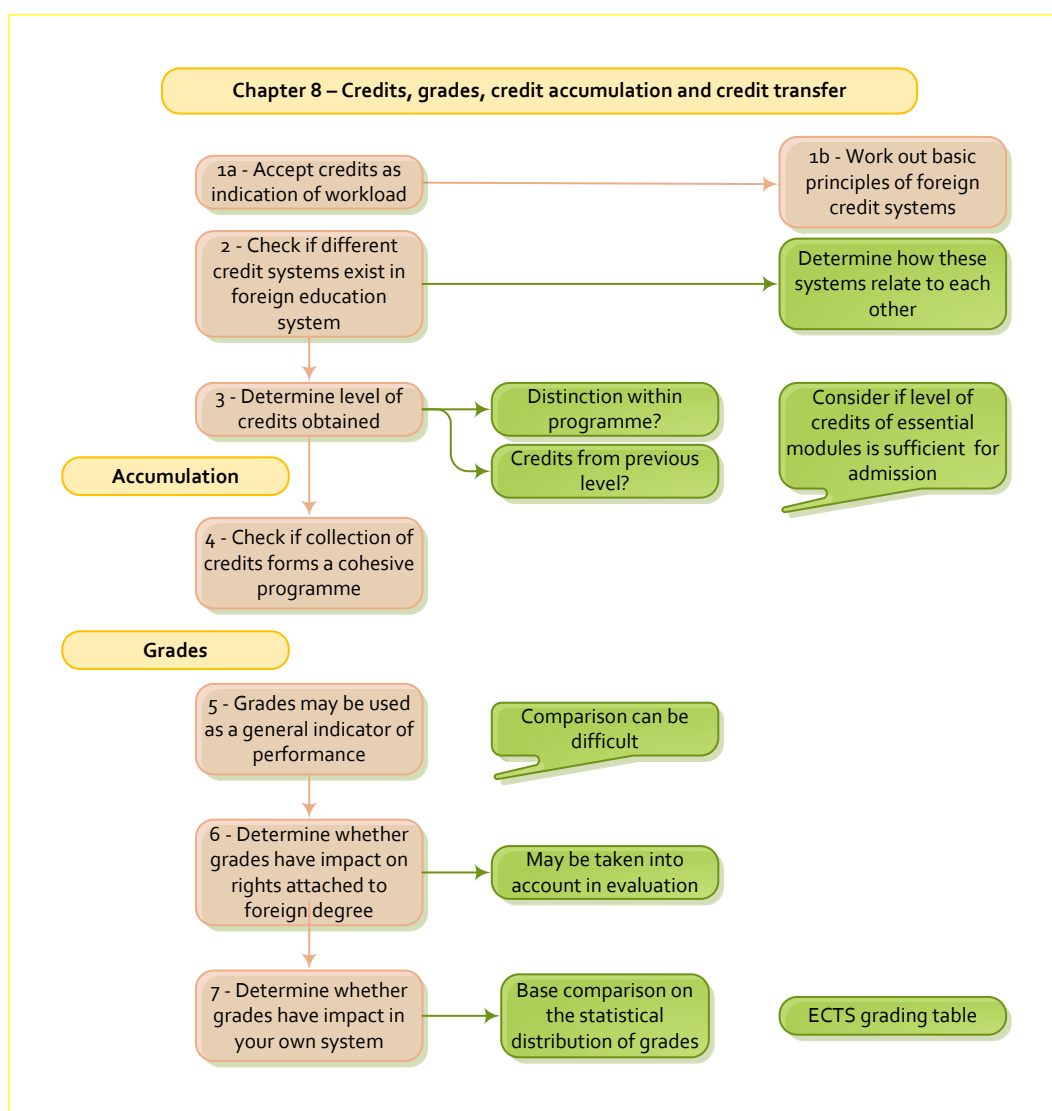 Chapter 8 – Credits, grades, credit accumulation and credit transfer
1a - Accept credits as
indication of workload
1b - Work out basic
principles of foreign
credit systems
2 - Check if different
credit systems exist in
foreign education
system
Determine how these
systems relate to each
other
3 - Determine level of
credits obtained
Distinction within
programme?
Credits from previous
level?
Consider if level of
credits of essential
modules is sufficient for
admission
Accumulation
4 - Check if collection of
credits forms a cohesive
programme
Grades
5 - Grades may be used
as a general indicator of
performance
Comparison can be
difficult
6 - Determine whether
grades have impact on
rights attached to
foreign degree
May be taken into
account in evaluation
7 - Determine whether
grades have impact in
your own system
Base comparison on
the statistical
distribution of grades
ECTS grading table